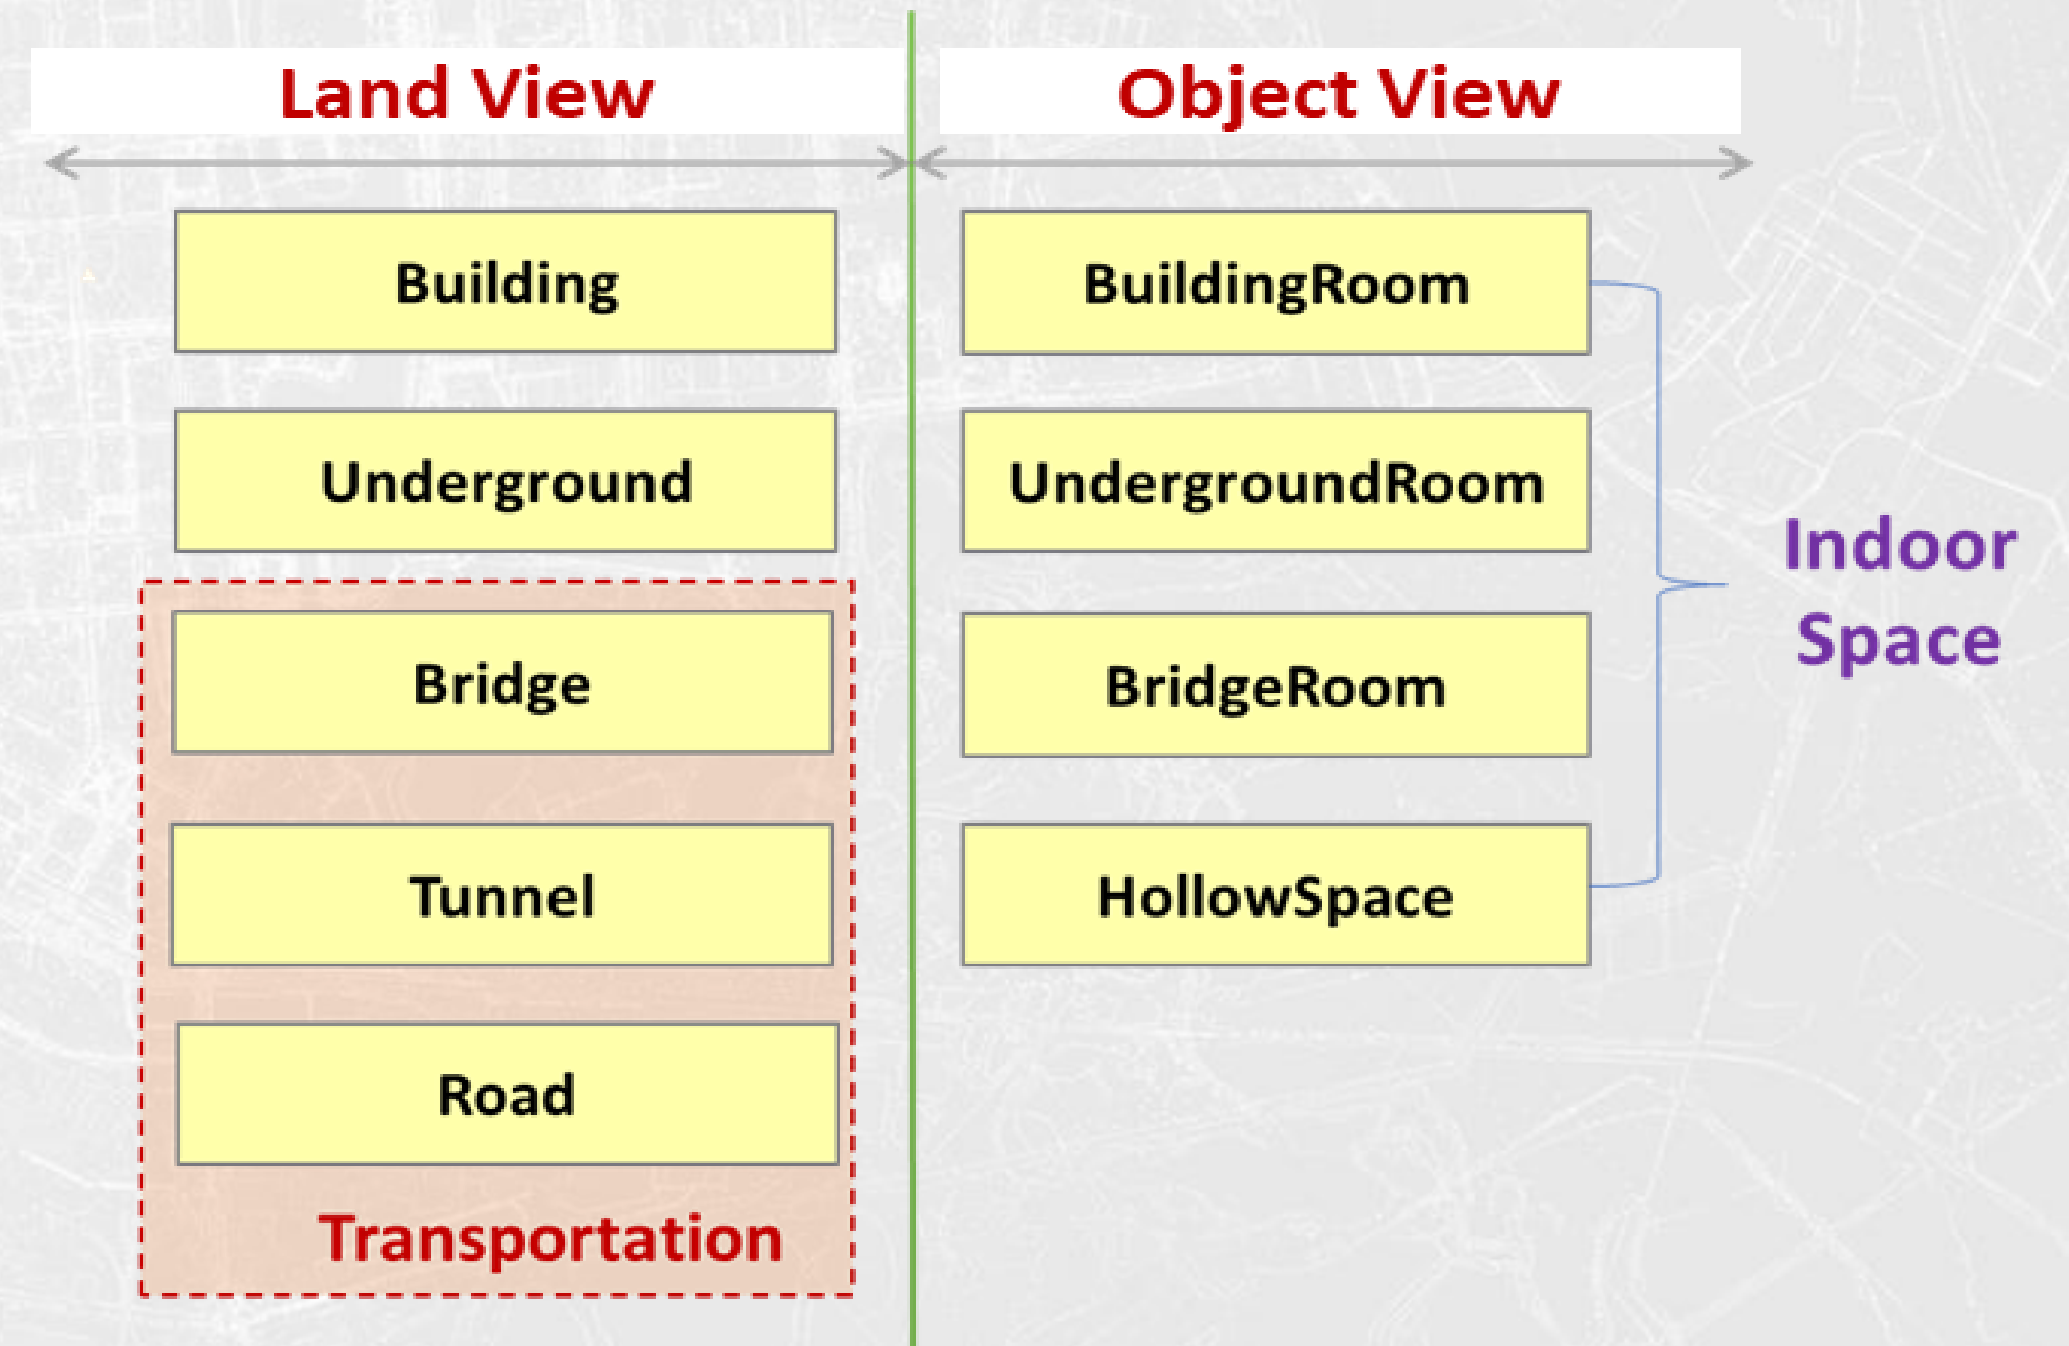 Land View
Object View
Building
BuildingRoom
Underground
UndergroundRoom
Bridge
BridgeRoom
Tunnel
HollowSpace
Road
Transportation
Indoor
Space